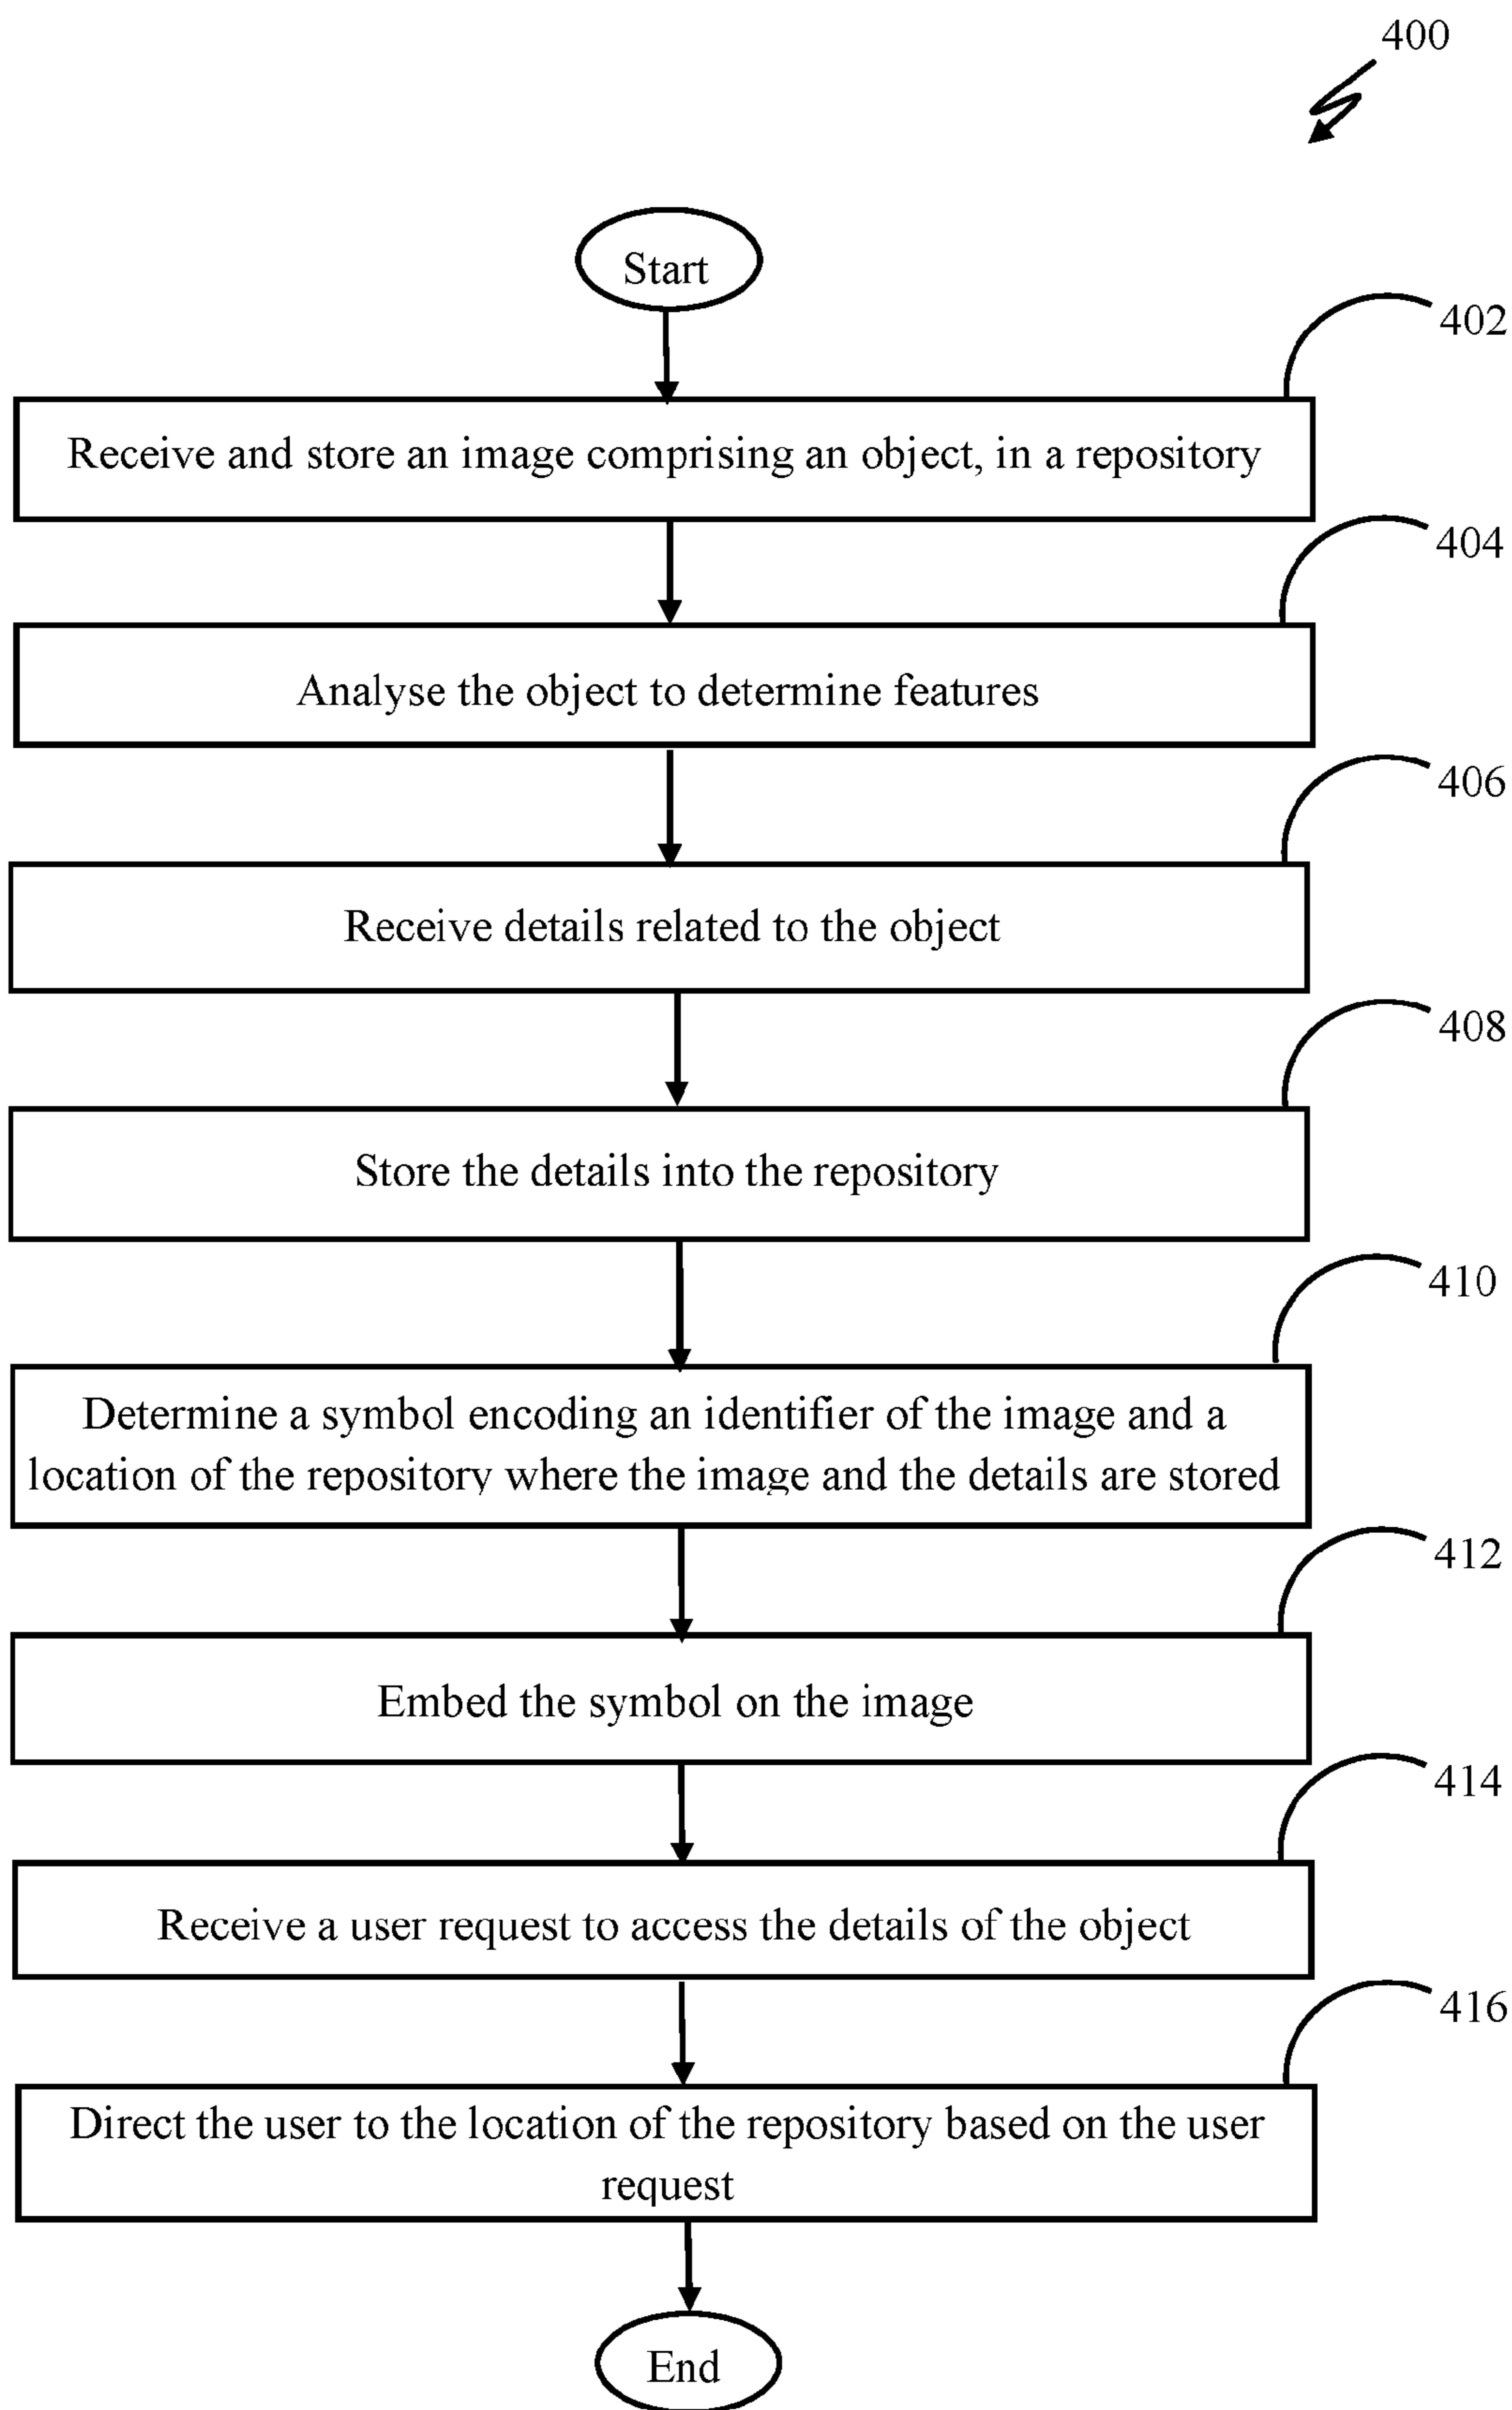 400
Start
402
Receive and store an image comprising an object, in a repository
404
Analyse the object to determine features
406
Receive details related to the object
408
Store the details into the repository
410
Determine a symbol encoding an identifier of the image and a
location of the repository where the image and the details are stored
412
Embed the symbol on the image
414
Receive a user request to access the details of the object
416
Direct the user to the location of the repository based on the user
request
End